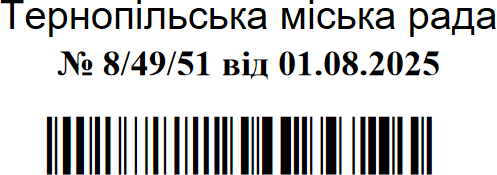 Тернопільська міська рада
№ 8/49/51 від 01.08.2025